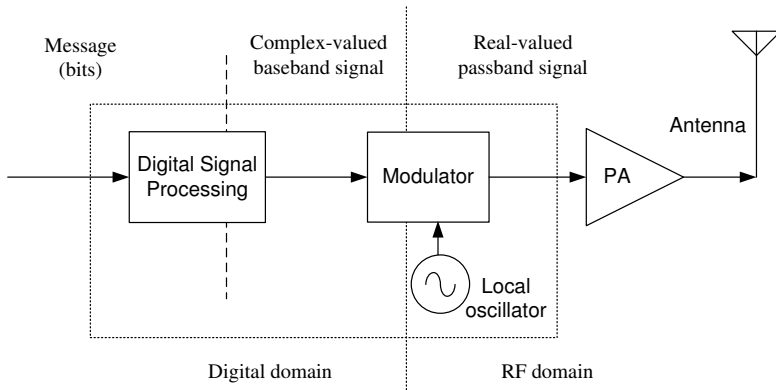 Message
(bits)
Complex-valued
baseband signal
Real-valued
passband signal
Digital Signal
Processing
Modulator
PA
Antenna
Local
oscillator
Digital domain
RF domain